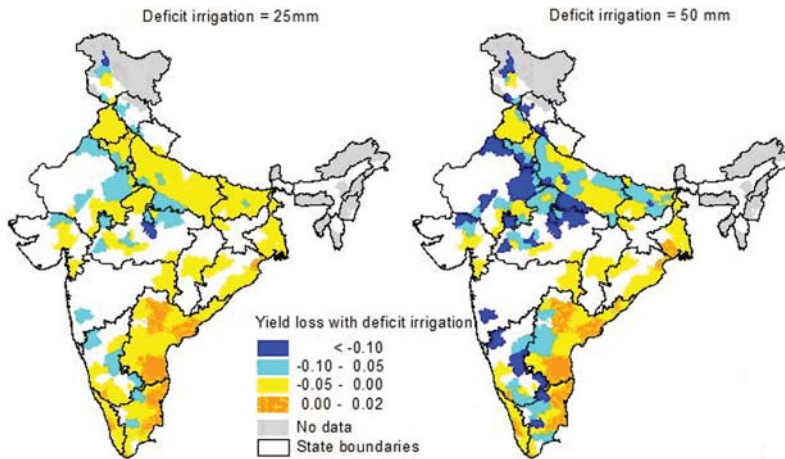 Deficit irrigation = 25mm
Deficit irrigation = 50 mm
Yield loss with deficit irrigation
< -0.10
-0.10 - 0.05
-0.05 - 0.00
0.00 - 0.02
No data
State boundaries